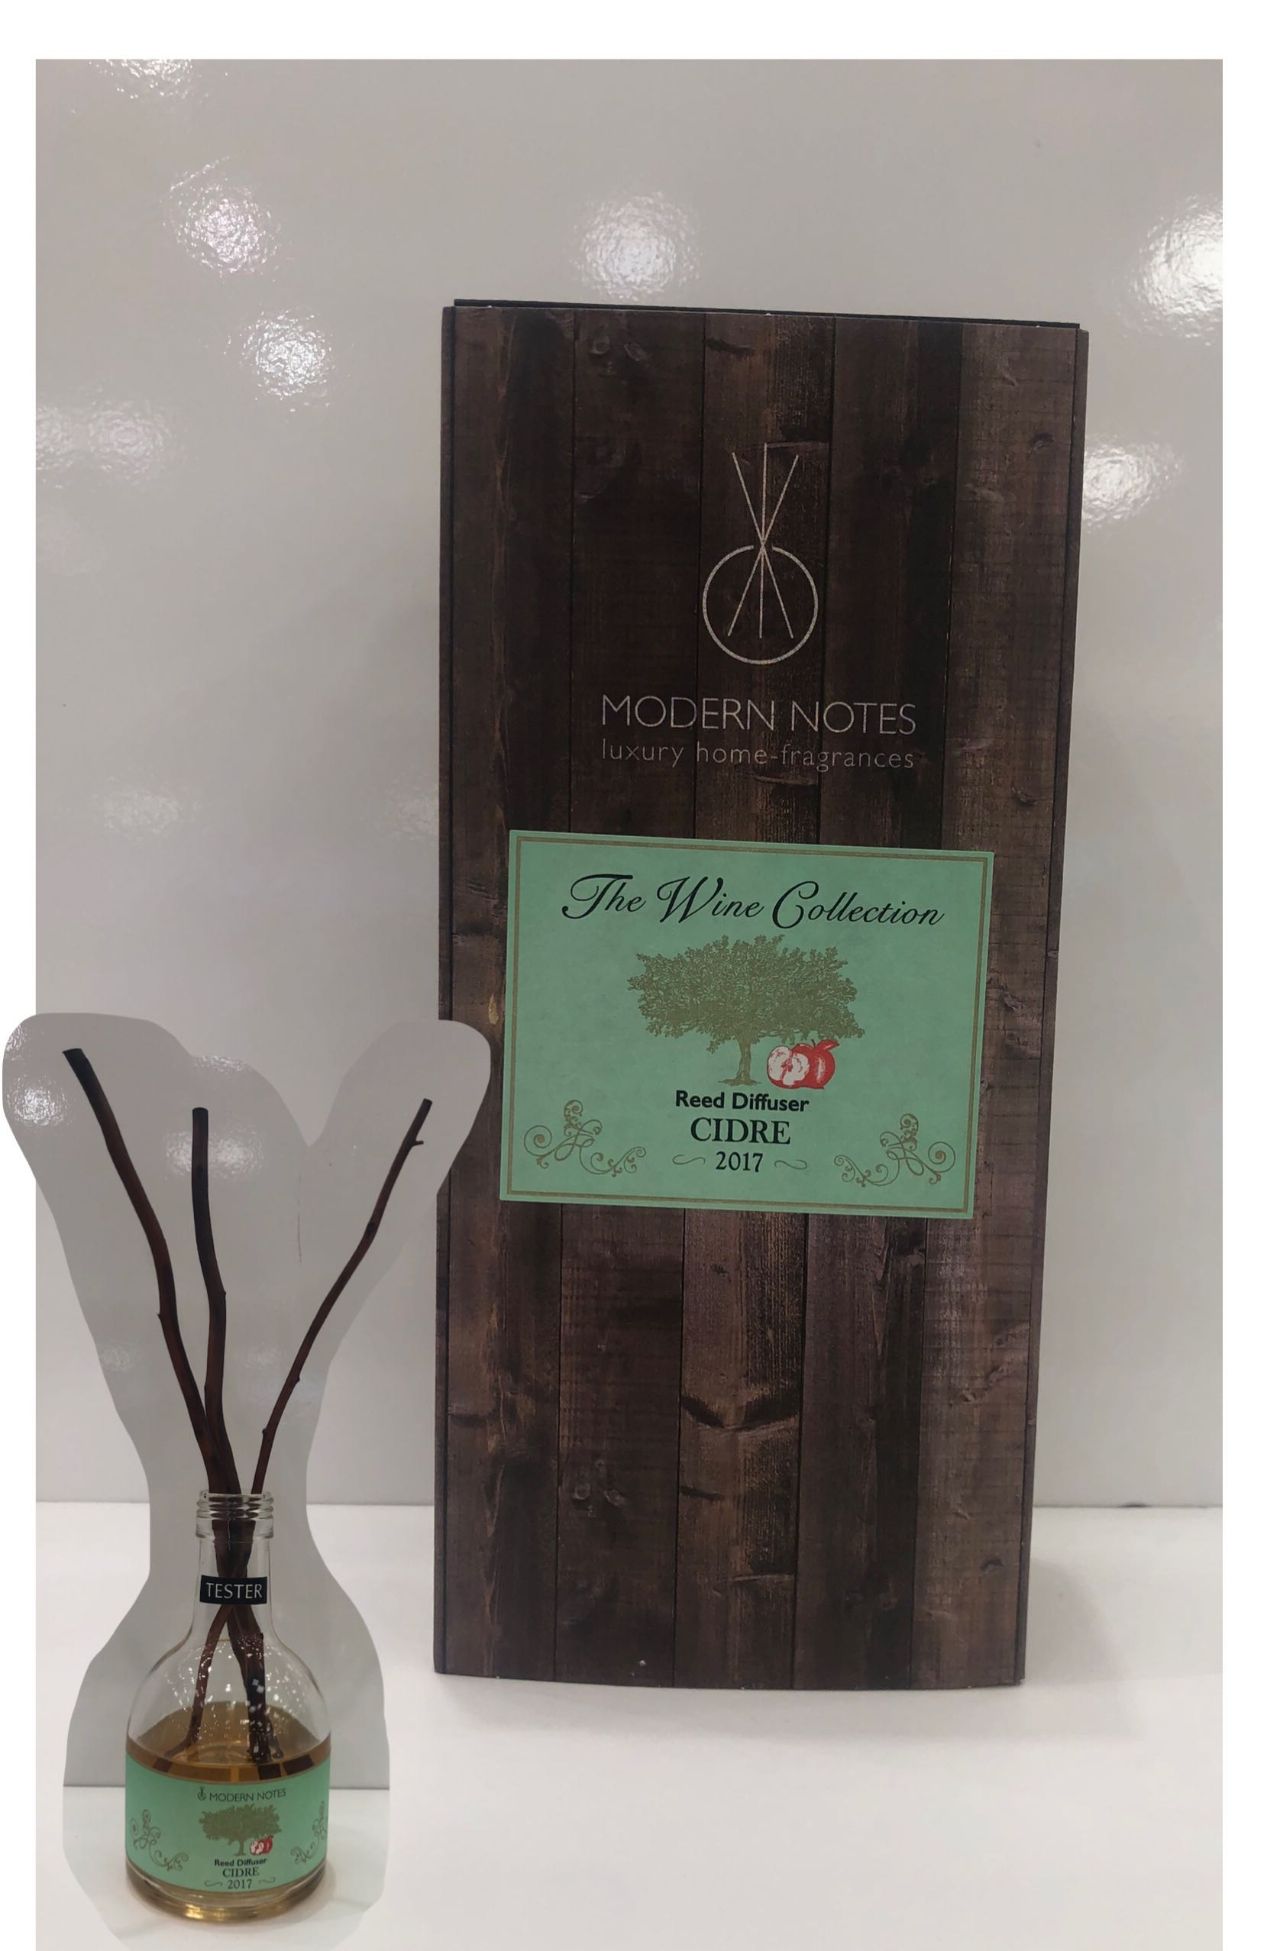 MODERN NOTES
luxury home-fragrances
The Wine Collection
Reed Diffuser
CIDRE
2017
TESTER
MODERN NOTES
Reed Diffuser
CIDRE
2017